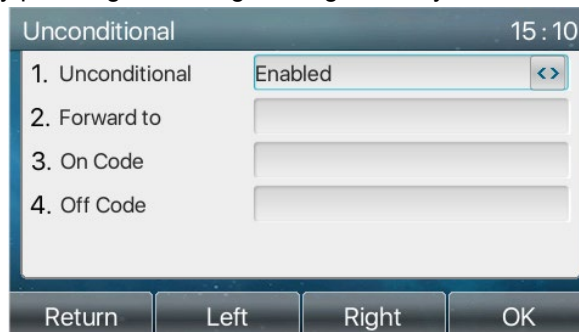 Unconditional 15:10
1. Unconditional Enabled <>
2. Forward to
3. On Code
4. Off Code
Return Left Right OK